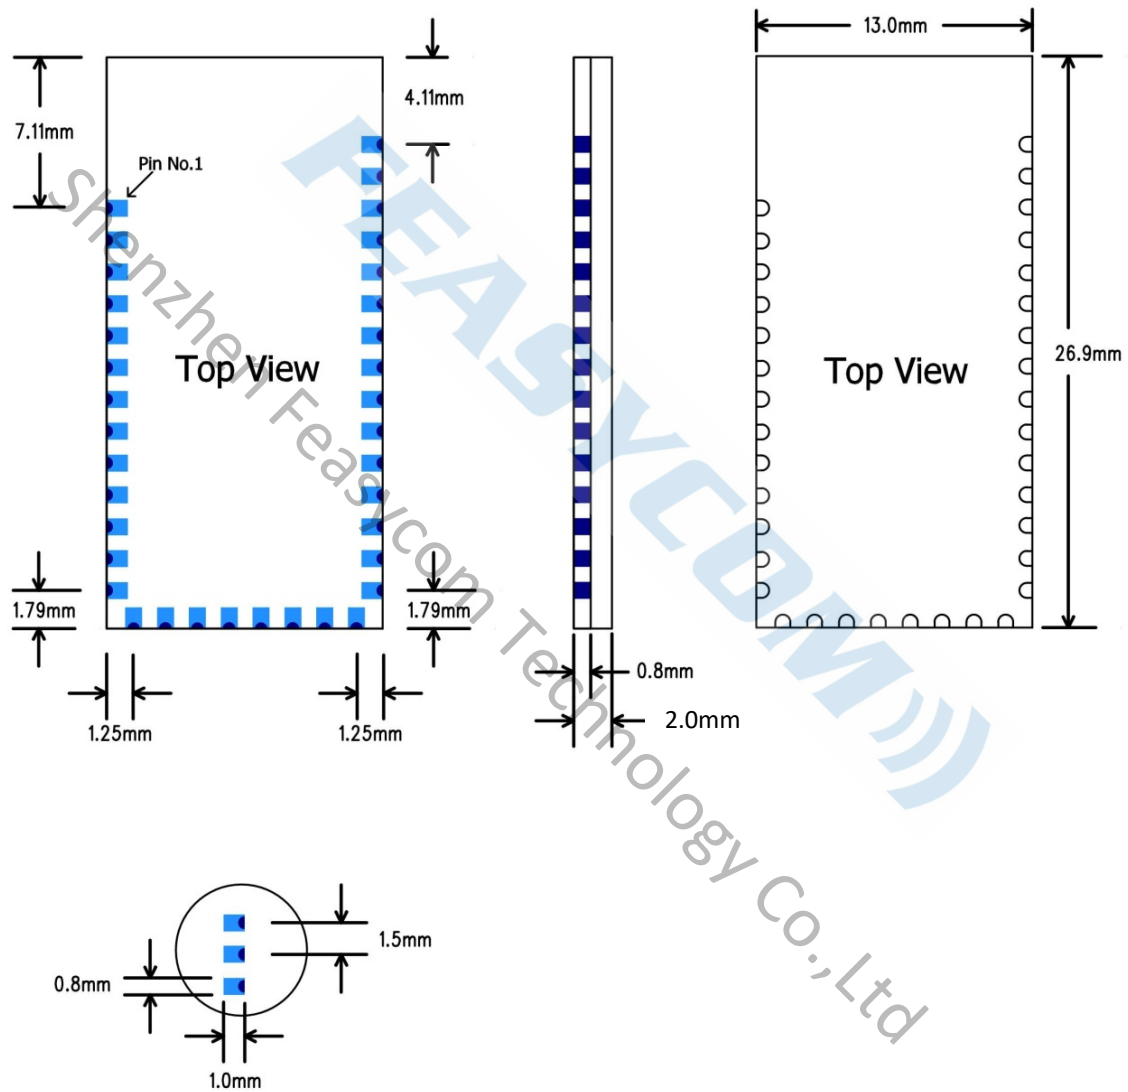 13.0mm
4.11mm
7.11mm
Pin No.1
Top View
Top View
26.9mm
1.79mm
1.79mm
0.8mm
2.0mm
1.25mm
1.25mm
1.5mm
0.8mm
1.0mm
FEASYCOM
Shenzhen Feasycom Technology Co.,Ltd